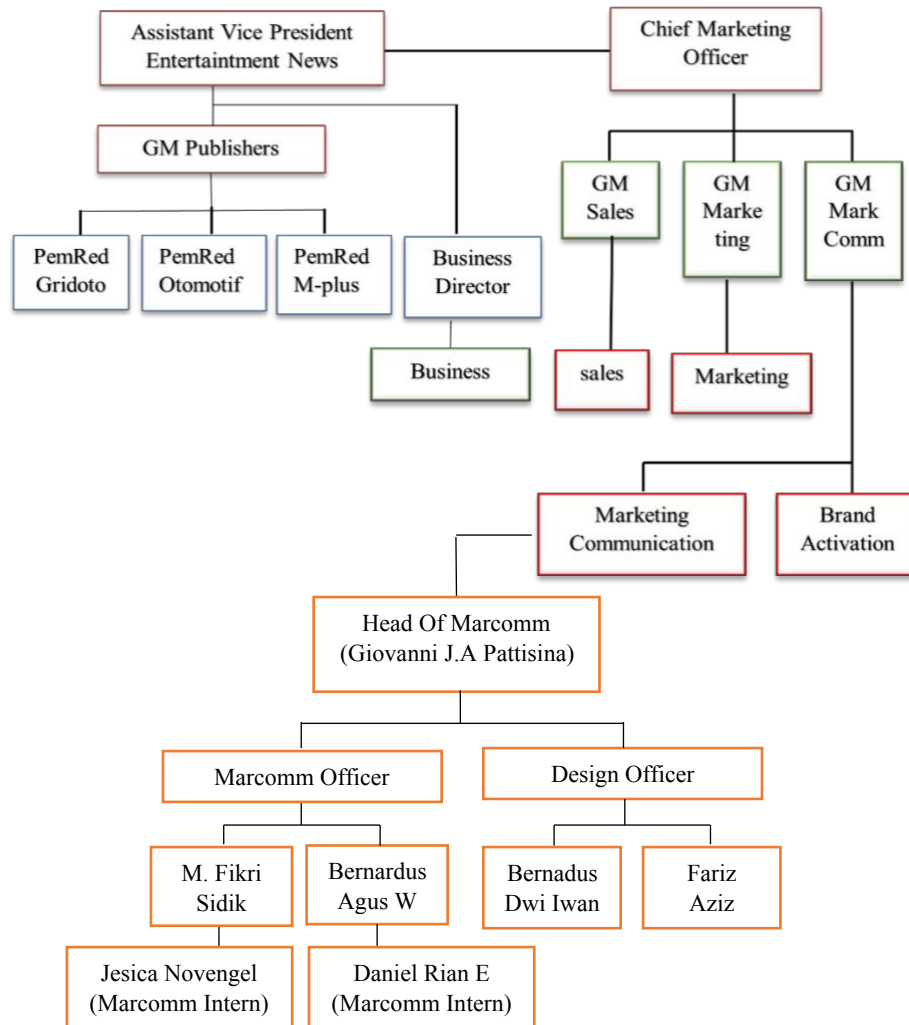 Assistant Vice President
Entertaintment News
Chief Marketing
Officer
GM Publishers
GM
Sales
GM
Marke
ting
GM
Mark
Comm
PemRed
Gridoto
PemRed
Otomotif
PemRed
M-plus
Business
Director
Business
sales
Marketing
Marketing
Communication
Brand
Activation
Head Of Marcomm
(Giovanni J.A Pattisina)
Marcomm Officer
Design Officer
M. Fikri
Sidik
Bernardus
Agus W
Bernadus
Dwi Iwan
Fariz
Aziz
Jesica Novengel
(Marcomm Intern)
Daniel Rian E
(Marcomm Intern)